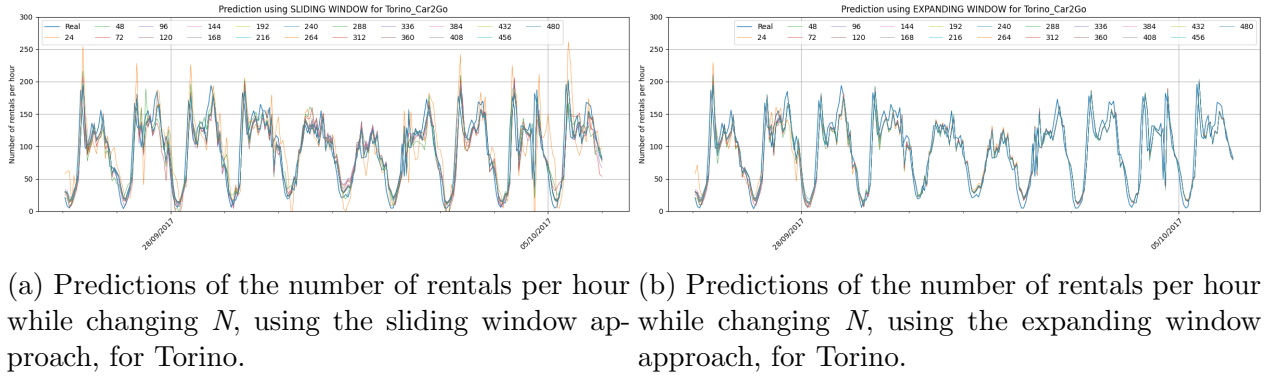 Prediction using SLIDING WINDOW for Torino_Car2Go
Number of rentals per hour
300
250
200
150
100
50
0
Real 48 96 144 192 240 288 336 384 432 480
24 72 120 168 216 264 312 360 408 456
28/09/2017
05/10/2017
Prediction using EXPANDING WINDOW for Torino_Car2Go
Number of rentals per hour
300
250
200
150
100
50
0
Real 48 96 144 192 240 288 336 384 432 480
24 72 120 168 216 264 312 360 408 456
28/09/2017
05/10/2017
(a) Predictions of the number of rentals per hour
while changing N, using the sliding window ap-
proach, for Torino.
(b) Predictions of the number of rentals per hour
while changing N, using the expanding window
approach, for Torino.